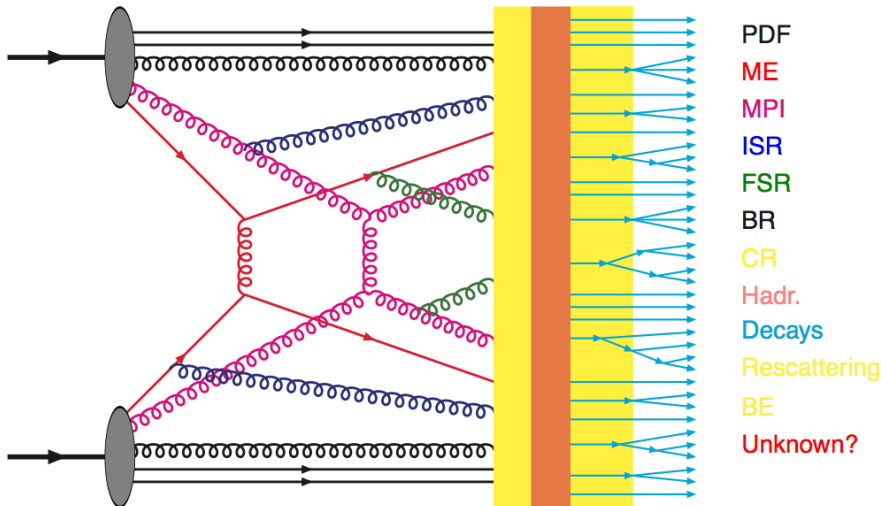 PDF
ME
MPI
ISR
FSR
BR
CR
Hadr.
Decays
Rescattering
BE
Unknown?